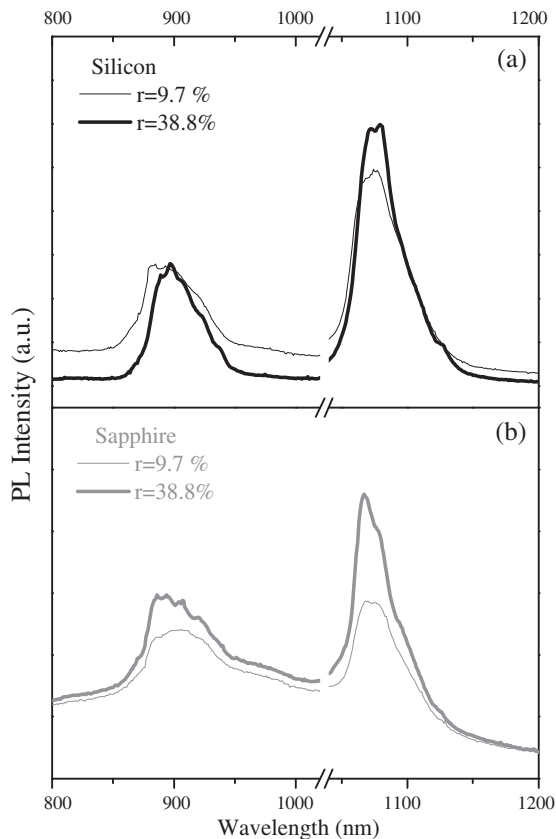 800 900 1000 1100 1200
(a)
Silicon
r=9.7 %
r=38.8%
PL Intensity (a.u.)
(b)
Sapphire
r=9.7 %
r=38.8%
800 900 1000 1100 1200
Wavelength (nm)